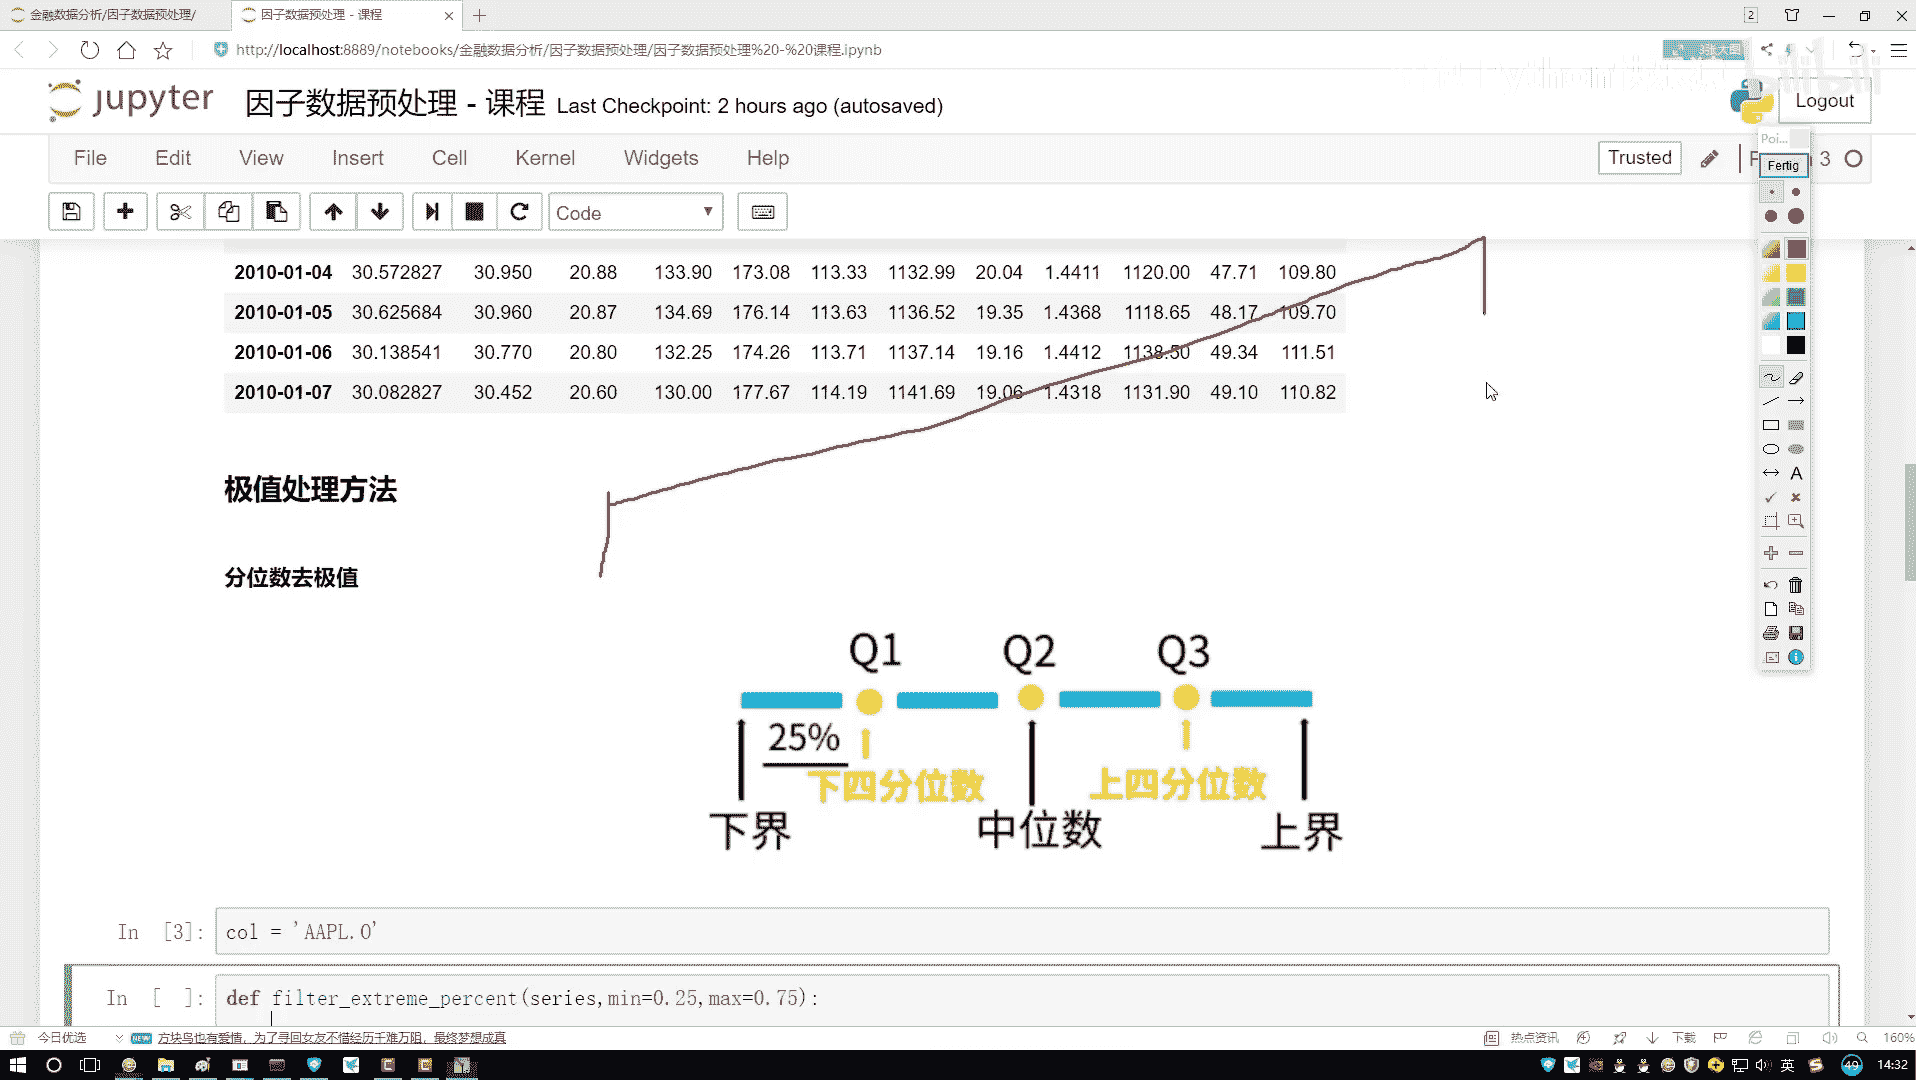 金融数据分析/因子数据预处理/
因子数据预处理 - 课程
2
http://localhost:8889/notebooks/金融数据分析/因子数据预处理/因子数据预处理%20-%20课程.ipynb
bilibili
jupyter 因子数据预处理 - 课程 Last Checkpoint: 2 hours ago (autosaved)
Logout
File Edit View Insert Cell Kernel Widgets Help
Trusted
3
Poi...
Fertig
Code
2010-01-04 30.572827 30.950 20.88 133.90 173.08 113.33 1132.99 20.04 1.4411 1120.00 47.71 109.80
2010-01-05 30.625684 30.960 20.87 134.69 176.14 113.63 1136.52 19.35 1.4368 1118.65 48.17 109.70
2010-01-06 30.138541 30.770 20.80 132.25 174.26 113.71 1137.14 19.16 1.4412 1138.50 49.34 111.51
2010-01-07 30.082827 30.452 20.60 130.00 177.67 114.19 1141.69 19.06 1.4318 1131.90 49.10 110.82
极值处理方法
分位数去极值
Q1 Q2 Q3
25%
下四分位数 上四分位数
下界 中位数 上界
In [3]: col = 'AAPL.O'
In [ ]: def filter_extreme_percent(series,min=0.25,max=0.75):
今日优选 NEW 方块鸟也有爱情，为了寻回女友不惜经历千难万阻，最终梦想成真
热点资讯 下载 160%
英 49 14:32